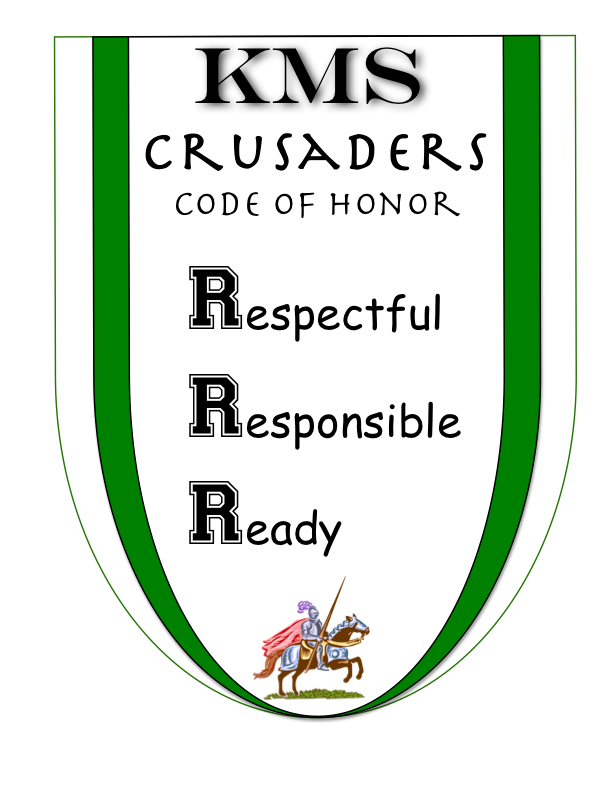 KMS
CRUSADERS
CODE OF HONOR
Respectful
Responsible
Ready